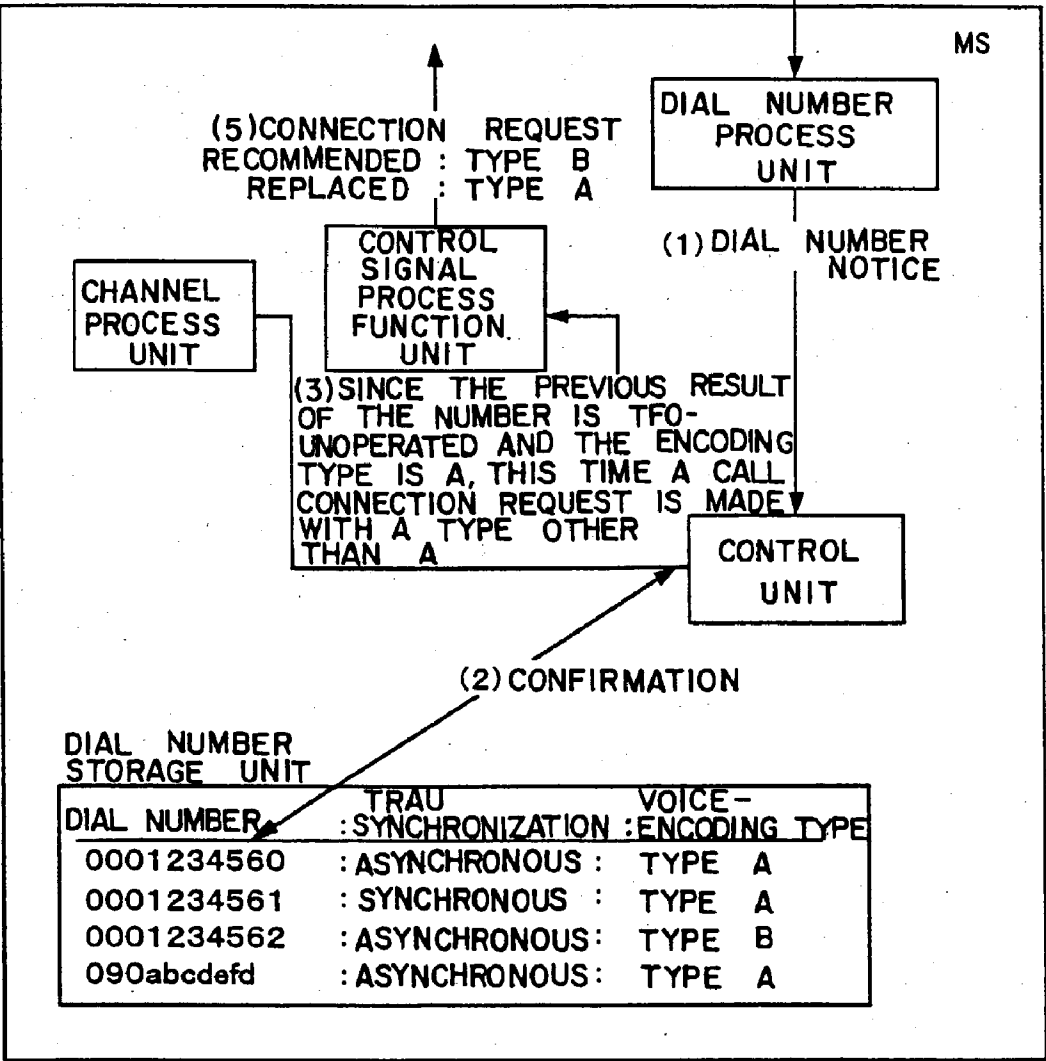 MS
DIAL NUMBER
PROCESS
UNIT
(5)CONNECTION REQUEST
RECOMMENDED : TYPE B
REPLACED : TYPE A
(1)DIAL NUMBER
NOTICE
CONTROL
SIGNAL
PROCESS
FUNCTION
UNIT
CHANNEL
PROCESS
UNIT
(3)SINCE THE PREVIOUS RESULT
OF THE NUMBER IS TFO-
UNOPERATED AND THE ENCODING
TYPE IS A, THIS TIME A CALL
CONNECTION REQUEST IS MADE
WITH A TYPE OTHER
THAN A
CONTROL
UNIT
(2)CONFIRMATION
DIAL NUMBER
STORAGE UNIT
TRAU VOICE-
DIAL NUMBER :SYNCHRONIZATION :ENCODING TYPE
0001234560 :ASYNCHRONOUS: TYPE A
0001234561 :SYNCHRONOUS : TYPE A
0001234562 :ASYNCHRONOUS: TYPE B
090abcdefd :ASYNCHRONOUS: TYPE A